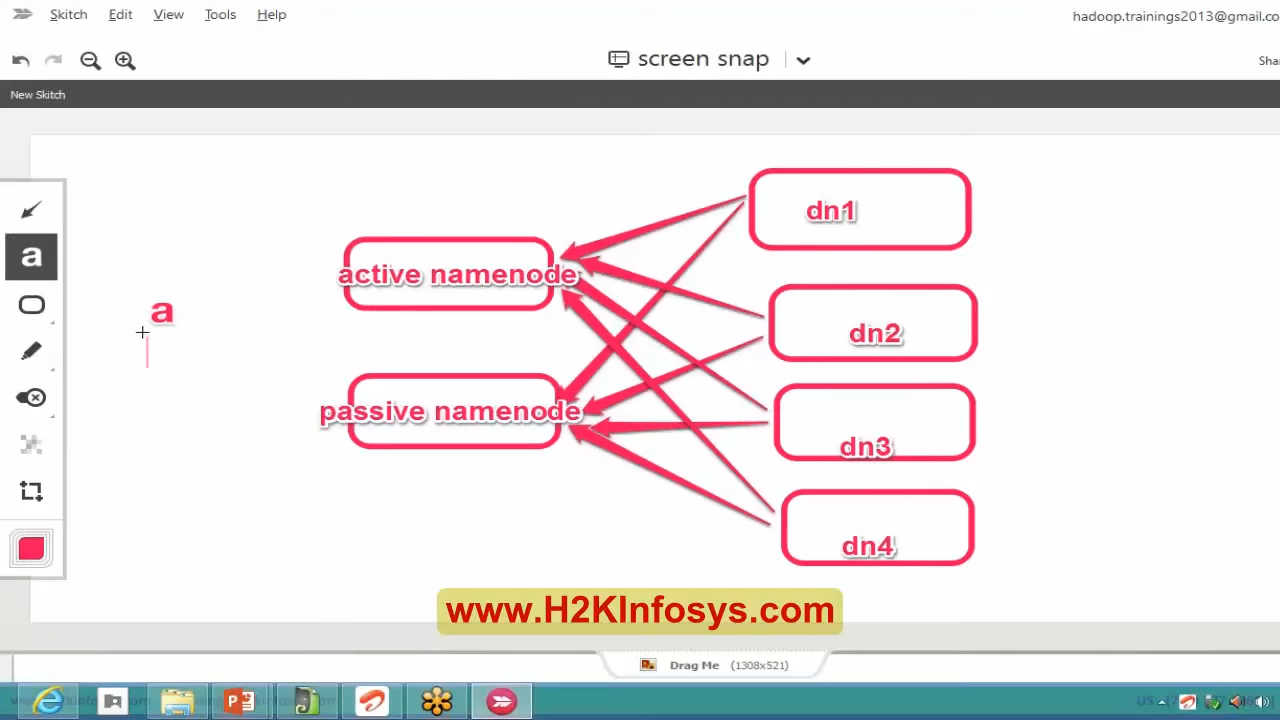 Skitch Edit View Tools Help
hadoop.trainings2013@gmail.co
screen snap
Sha
New Skitch
a
a
active namenode
passive namenode
dn1
dn2
dn3
dn4
www.H2KInfosys.com
Drag Me (1308x521)